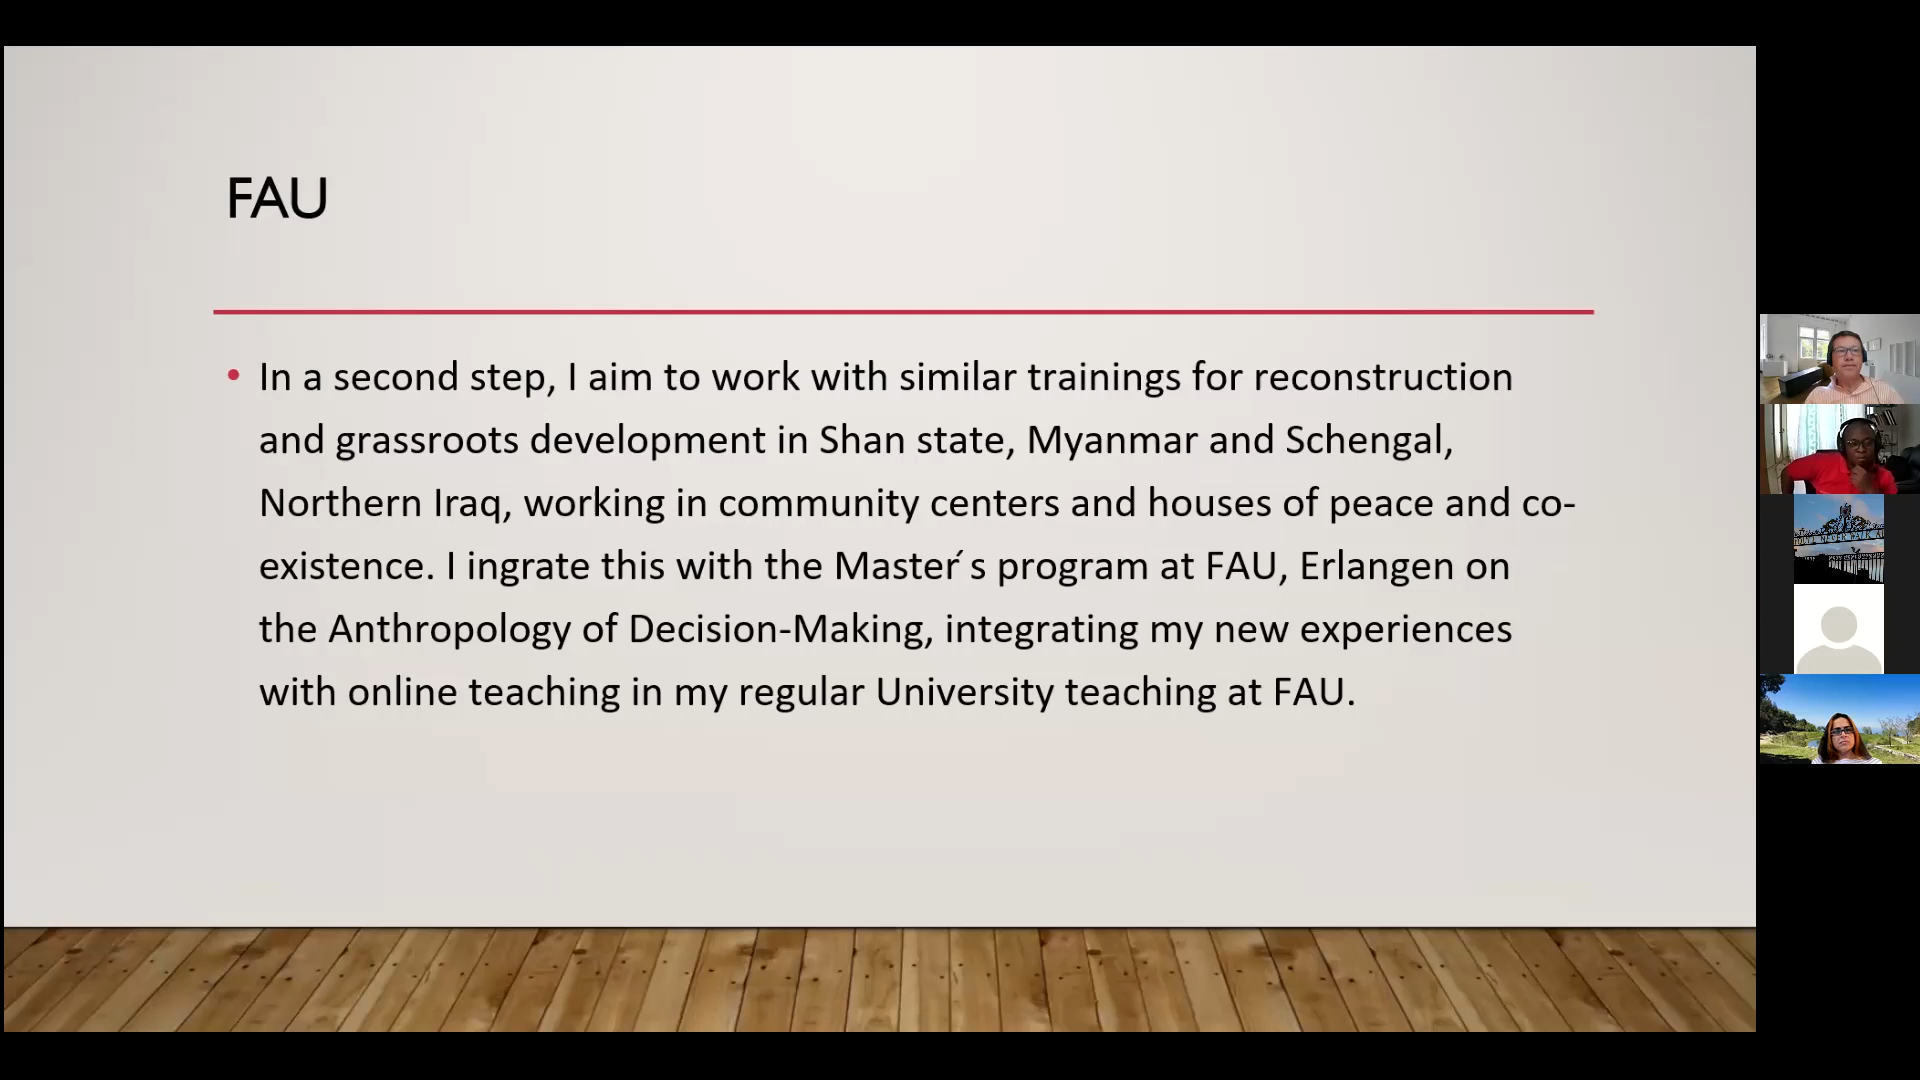 FAU
• In a second step, I aim to work with similar trainings for reconstruction
and grassroots development in Shan state, Myanmar and Schengal,
Northern Iraq, working in community centers and houses of peace and co-
existence. I ingrate this with the Master´s program at FAU, Erlangen on
the Anthropology of Decision-Making, integrating my new experiences
with online teaching in my regular University teaching at FAU.